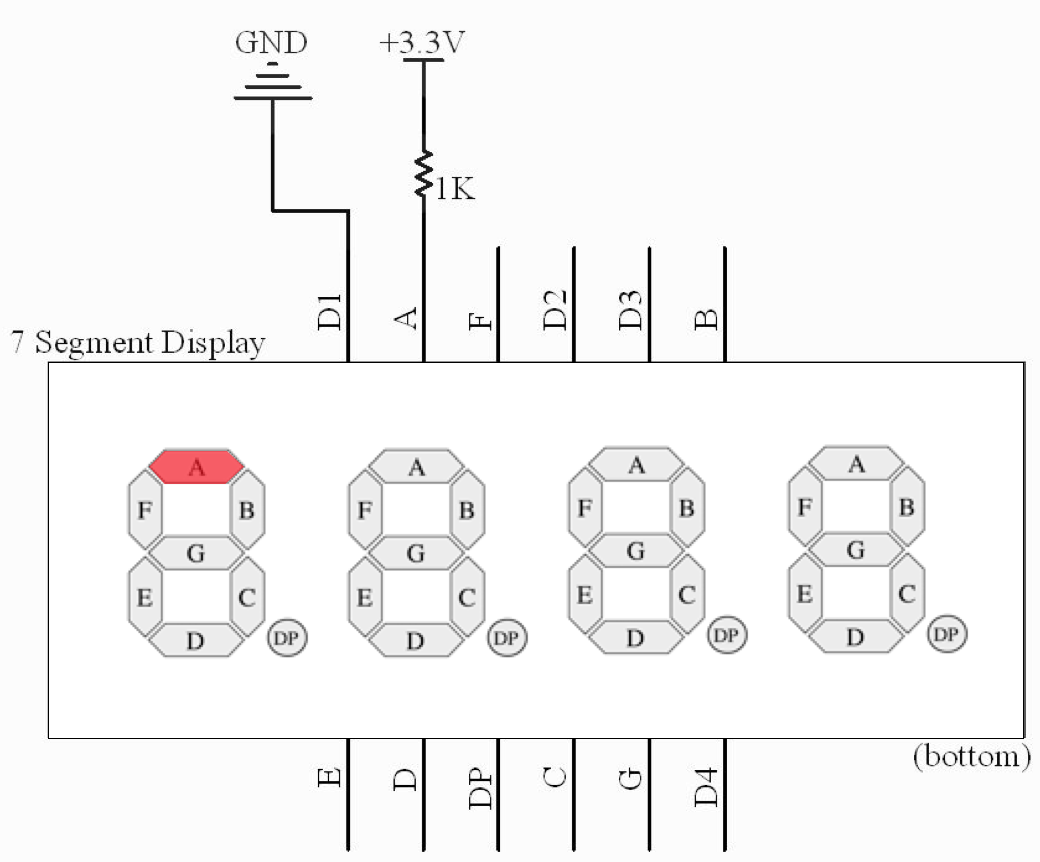 GND +3.3V
1K
D1 A F D2 D3 B
7 Segment Display
A A A A
F B F B F B F B
G G G G
E C E C E C E C
D DP D DP D DP D DP
(bottom)
E D DP C G D4